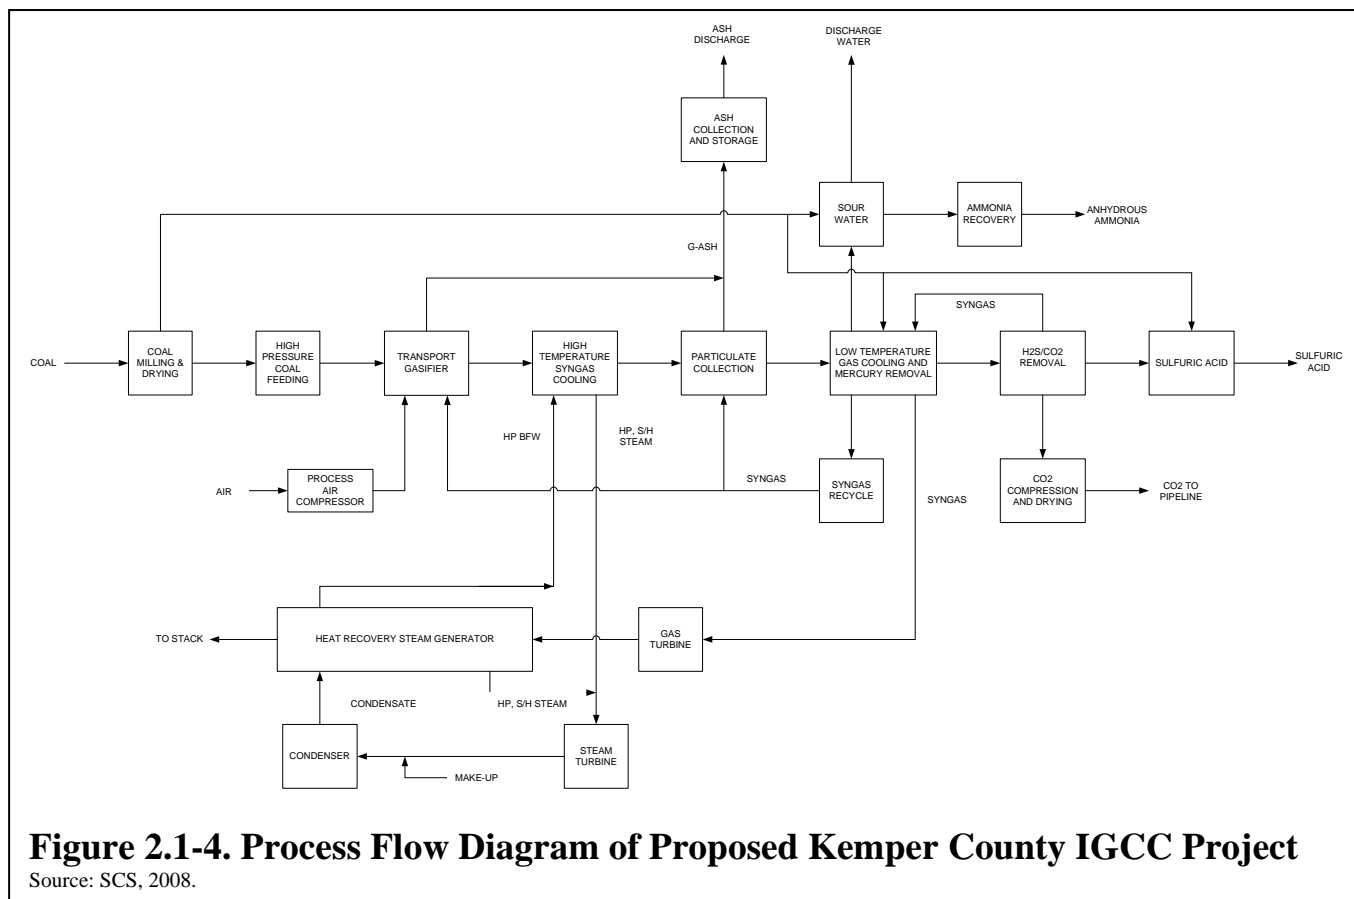 ASH
DISCHARGE
DISCHARGE
WATER
ASH
COLLECTION
AND STORAGE
SOUR
WATER
AMMONIA
RECOVERY
ANHYDROUS
AMMONIA
G-ASH
SYNGAS
COAL
COAL
MILLING &
DRYING
HIGH
PRESSURE
COAL
FEEDING
TRANSPORT
GASIFIER
HIGH
TEMPERATURE
SYNGAS
COOLING
PARTICULATE
COLLECTION
LOW TEMPERATURE
GAS COOLING AND
MERCURY REMOVAL
H2S/CO2
REMOVAL
SULFURIC ACID
SULFURIC
ACID
HP BFW
HP, S/H
STEAM
AIR
PROCESS
AIR
COMPRESSOR
SYNGAS
SYNGAS
RECYCLE
SYNGAS
CO2
COMPRESSION
AND DRYING
CO2 TO
PIPELINE
TO STACK
HEAT RECOVERY STEAM GENERATOR
GAS
TURBINE
CONDENSATE
HP, S/H STEAM
CONDENSER
STEAM
TURBINE
MAKE-UP
Figure 2.1-4. Process Flow Diagram of Proposed Kemper County IGCC Project
Source: SCS, 2008.